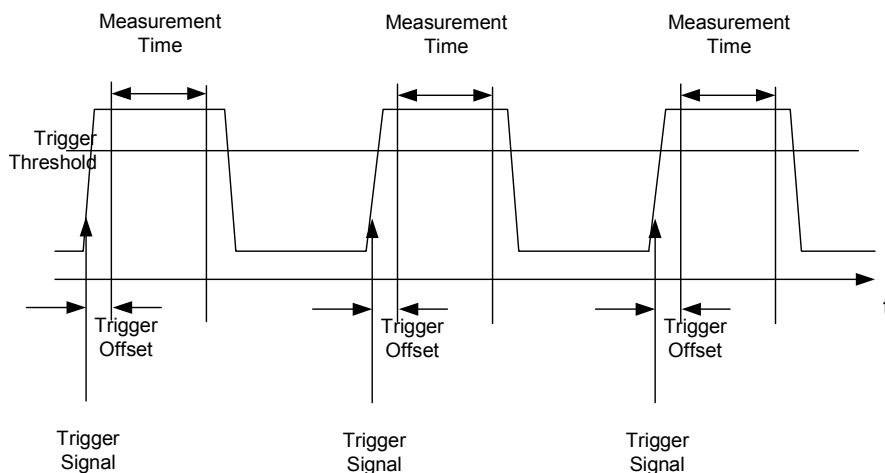 Measurement
Time
Measurement
Time
Measurement
Time
Trigger
Threshold
t
Trigger
Offset
Trigger
Offset
Trigger
Offset
Trigger
Signal
Trigger
Signal
Trigger
Signal